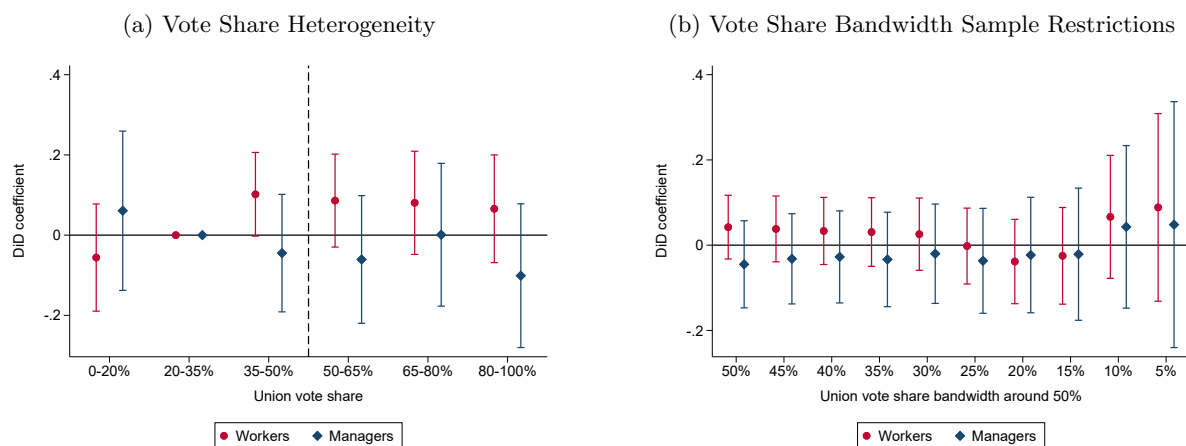 (a) Vote Share Heterogeneity
.4
.2
0
-.2
DiD coefficient
0-20% 20-35% 35-50% 50-65% 65-80% 80-100%
Union vote share
Workers Managers
(b) Vote Share Bandwidth Sample Restrictions
.4
.2
0
-.2
DiD coefficient
50% 45% 40% 35% 30% 25% 20% 15% 10% 5%
Union vote share bandwidth around 50%
Workers Managers